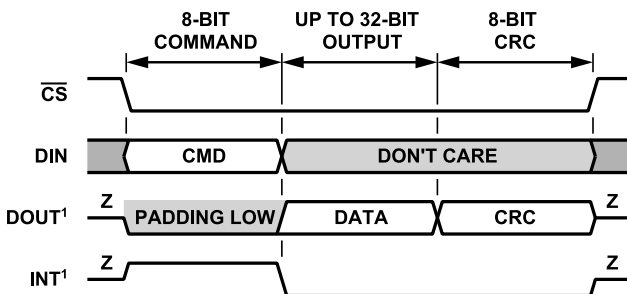 8-BIT COMMAND
UP TO 32-BIT OUTPUT
8-BIT CRC
CS
DIN
CMD
DON'T CARE
DOUT1
Z
PADDING LOW
DATA
CRC
Z
INT1
Z
Z